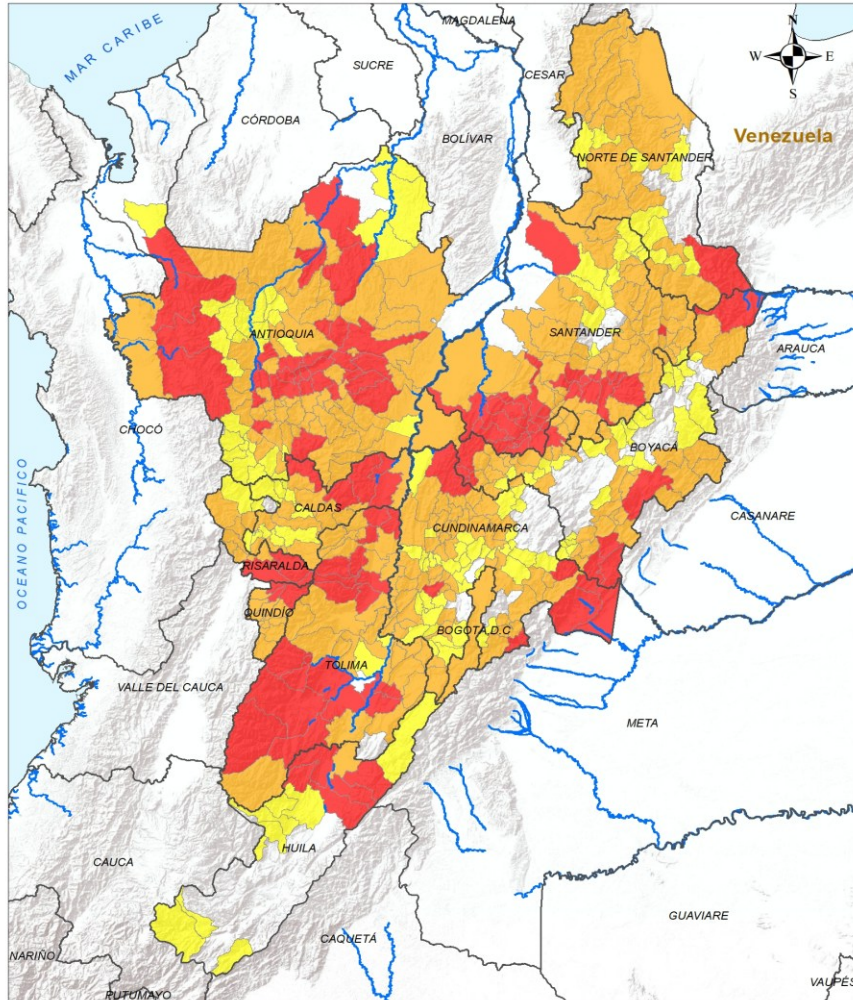 MAGDALENA
MAR CARIBE
N
W
E
S
SUCRE
CESAR
CÓRDOBA
BOLÍVAR
Venezuela
NORTE DE SANTANDER
ANTIOQUIA
SANTANDER
ARAUCA
CHOCÓ
BOYACÁ
OCEANO PACIFICO
CALDAS
CUNDINAMARCA
CASANARE
RISARALDA
QUINDÍO
BOGOTÁ, D.C
TOLIMA
VALLE DEL CAUCA
META
HUILA
CAUCA
GUAVIARE
NARIÑO
CAQUETÁ
PUTUMAYO
VAUPÉS